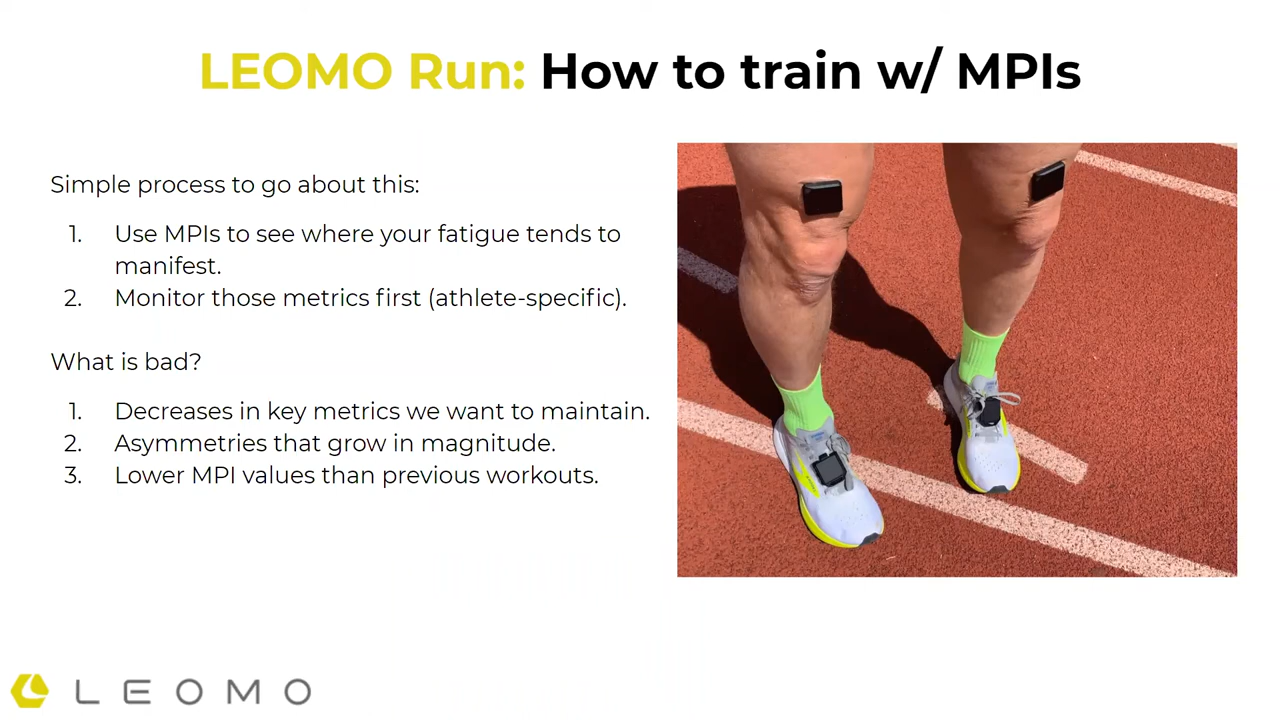 LEOMO Run: How to train w/ MPIs
Simple process to go about this:
1. Use MPIs to see where your fatigue tends to
manifest.
2. Monitor those metrics first (athlete-specific).
What is bad?
1. Decreases in key metrics we want to maintain.
2. Asymmetries that grow in magnitude.
3. Lower MPI values than previous workouts.
LEOMO